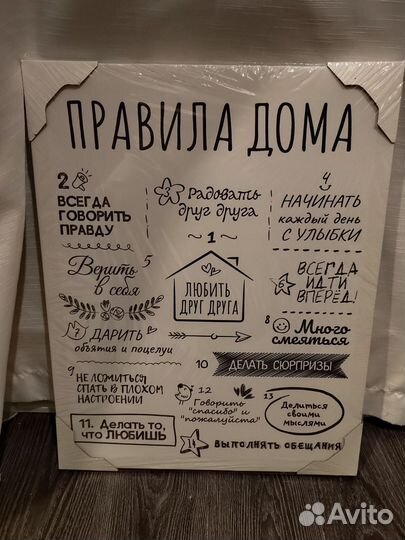 ПРАВИЛА ДОМА
2
ВСЕГДА
ГОВОРИТЬ
ПРАВДУ
3
Радовать
друг друга
4
НАЧИНАТЬ
каждый день
С УЛЫБКИ
~ 1 ~
ЛЮБИТЬ
ДРУГ ДРУГА
5
Верить
в себя
6
ВСЕГДА
ИДТИ
ВПЕРЁД!
7
ДАРИТЬ
объятия и поцелуи
8
Много
смеяться
9
НЕ ЛОЖИТЬСЯ
СПАТЬ В ПЛОХОМ
НАСТРОЕНИИ
10
ДЕЛАТЬ СЮРПРИЗЫ
11. Делать то,
что ЛЮБИШЬ
12
Говорить
"спасибо" и
"пожалуйста"
13
Делиться
своими
мыслями
14
ВЫПОЛНЯТЬ ОБЕЩАНИЯ
Avito